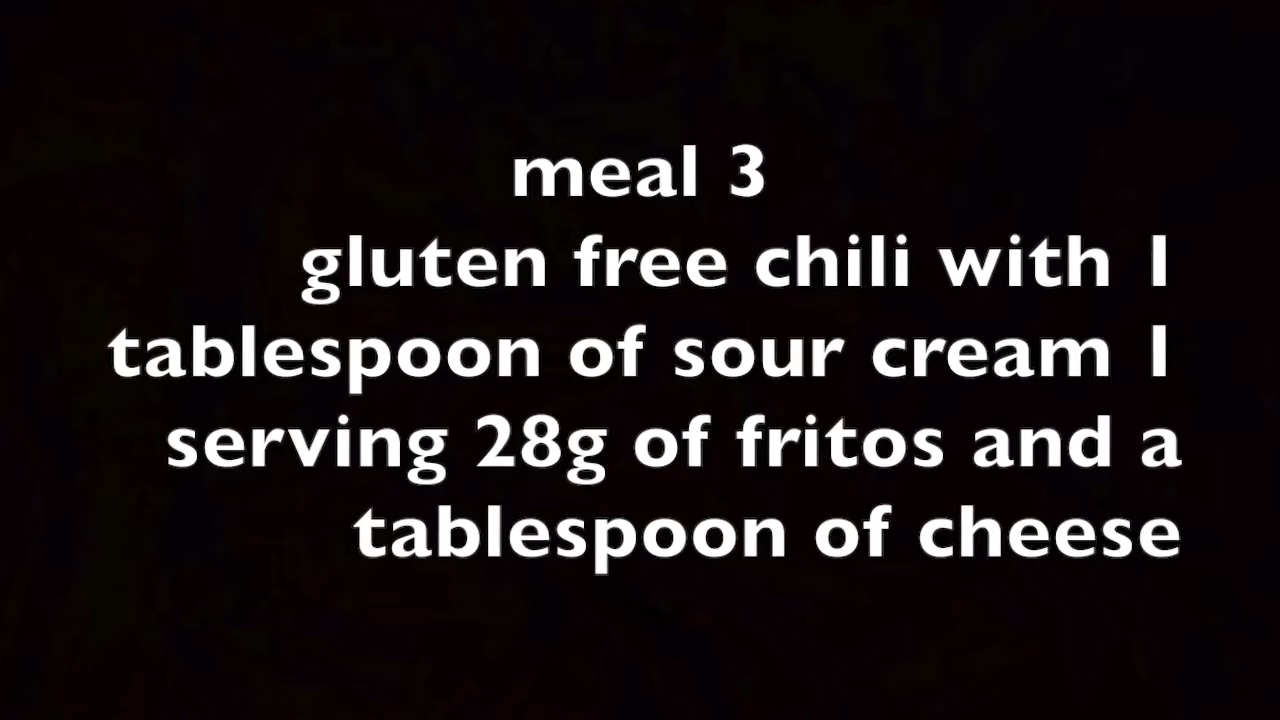 meal 3
gluten free chili with 1
tablespoon of sour cream 1
serving 28g of fritos and a
tablespoon of cheese